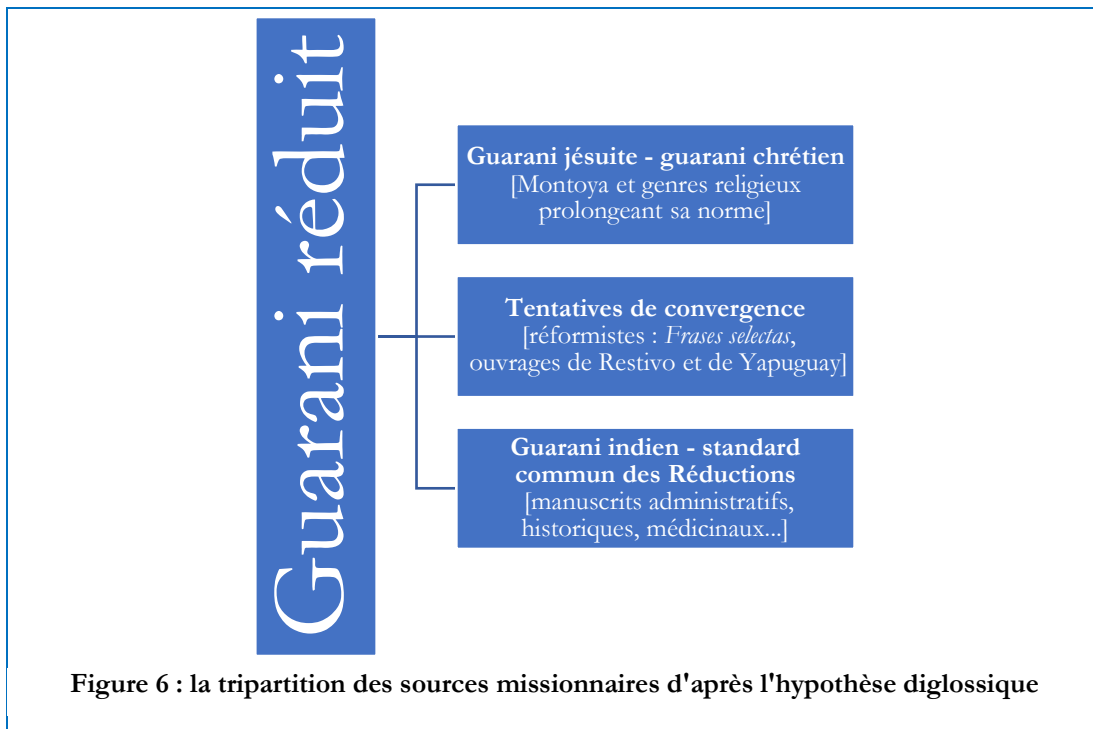 Guarani réduit
Guarani jésuite - guarani chrétien
[Montoya et genres religieux
prolongeant sa norme]
Tentatives de convergence
[réformistes : Frases selectas,
ouvrages de Restivo et de Yapuguay]
Guarani indien - standard
commun des Réductions
[manuscrits administratifs,
historiques, médicinaux...]
Figure 6 : la tripartition des sources missionnaires d'après l'hypothèse diglossique